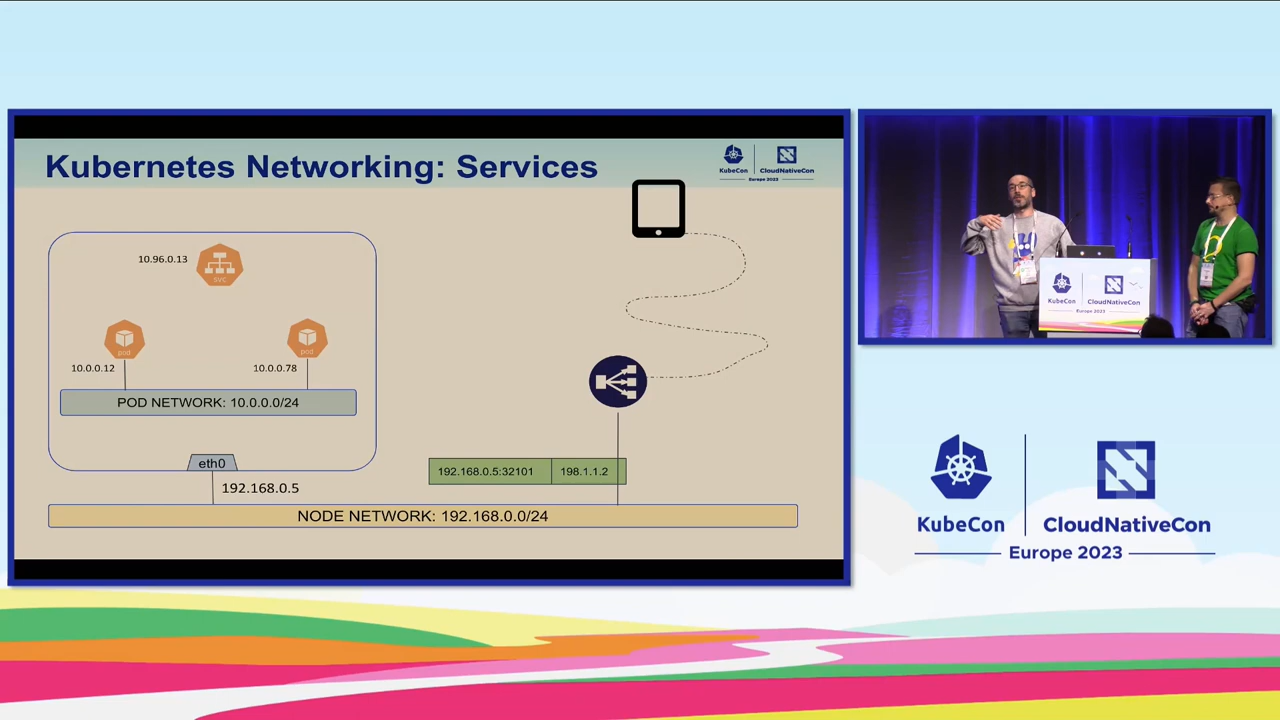 Kubernetes Networking: Services
KubeCon
CloudNativeCon
Europe 2023
10.96.0.13
svc
pod
pod
10.0.0.12
10.0.0.78
POD NETWORK: 10.0.0.0/24
eth0
192.168.0.5
192.168.0.5:32101
198.1.1.2
NODE NETWORK: 192.168.0.0/24
KubeCon
CloudNativeCon
Europe 2023
KubeCon
CloudNativeCon
Europe 2023